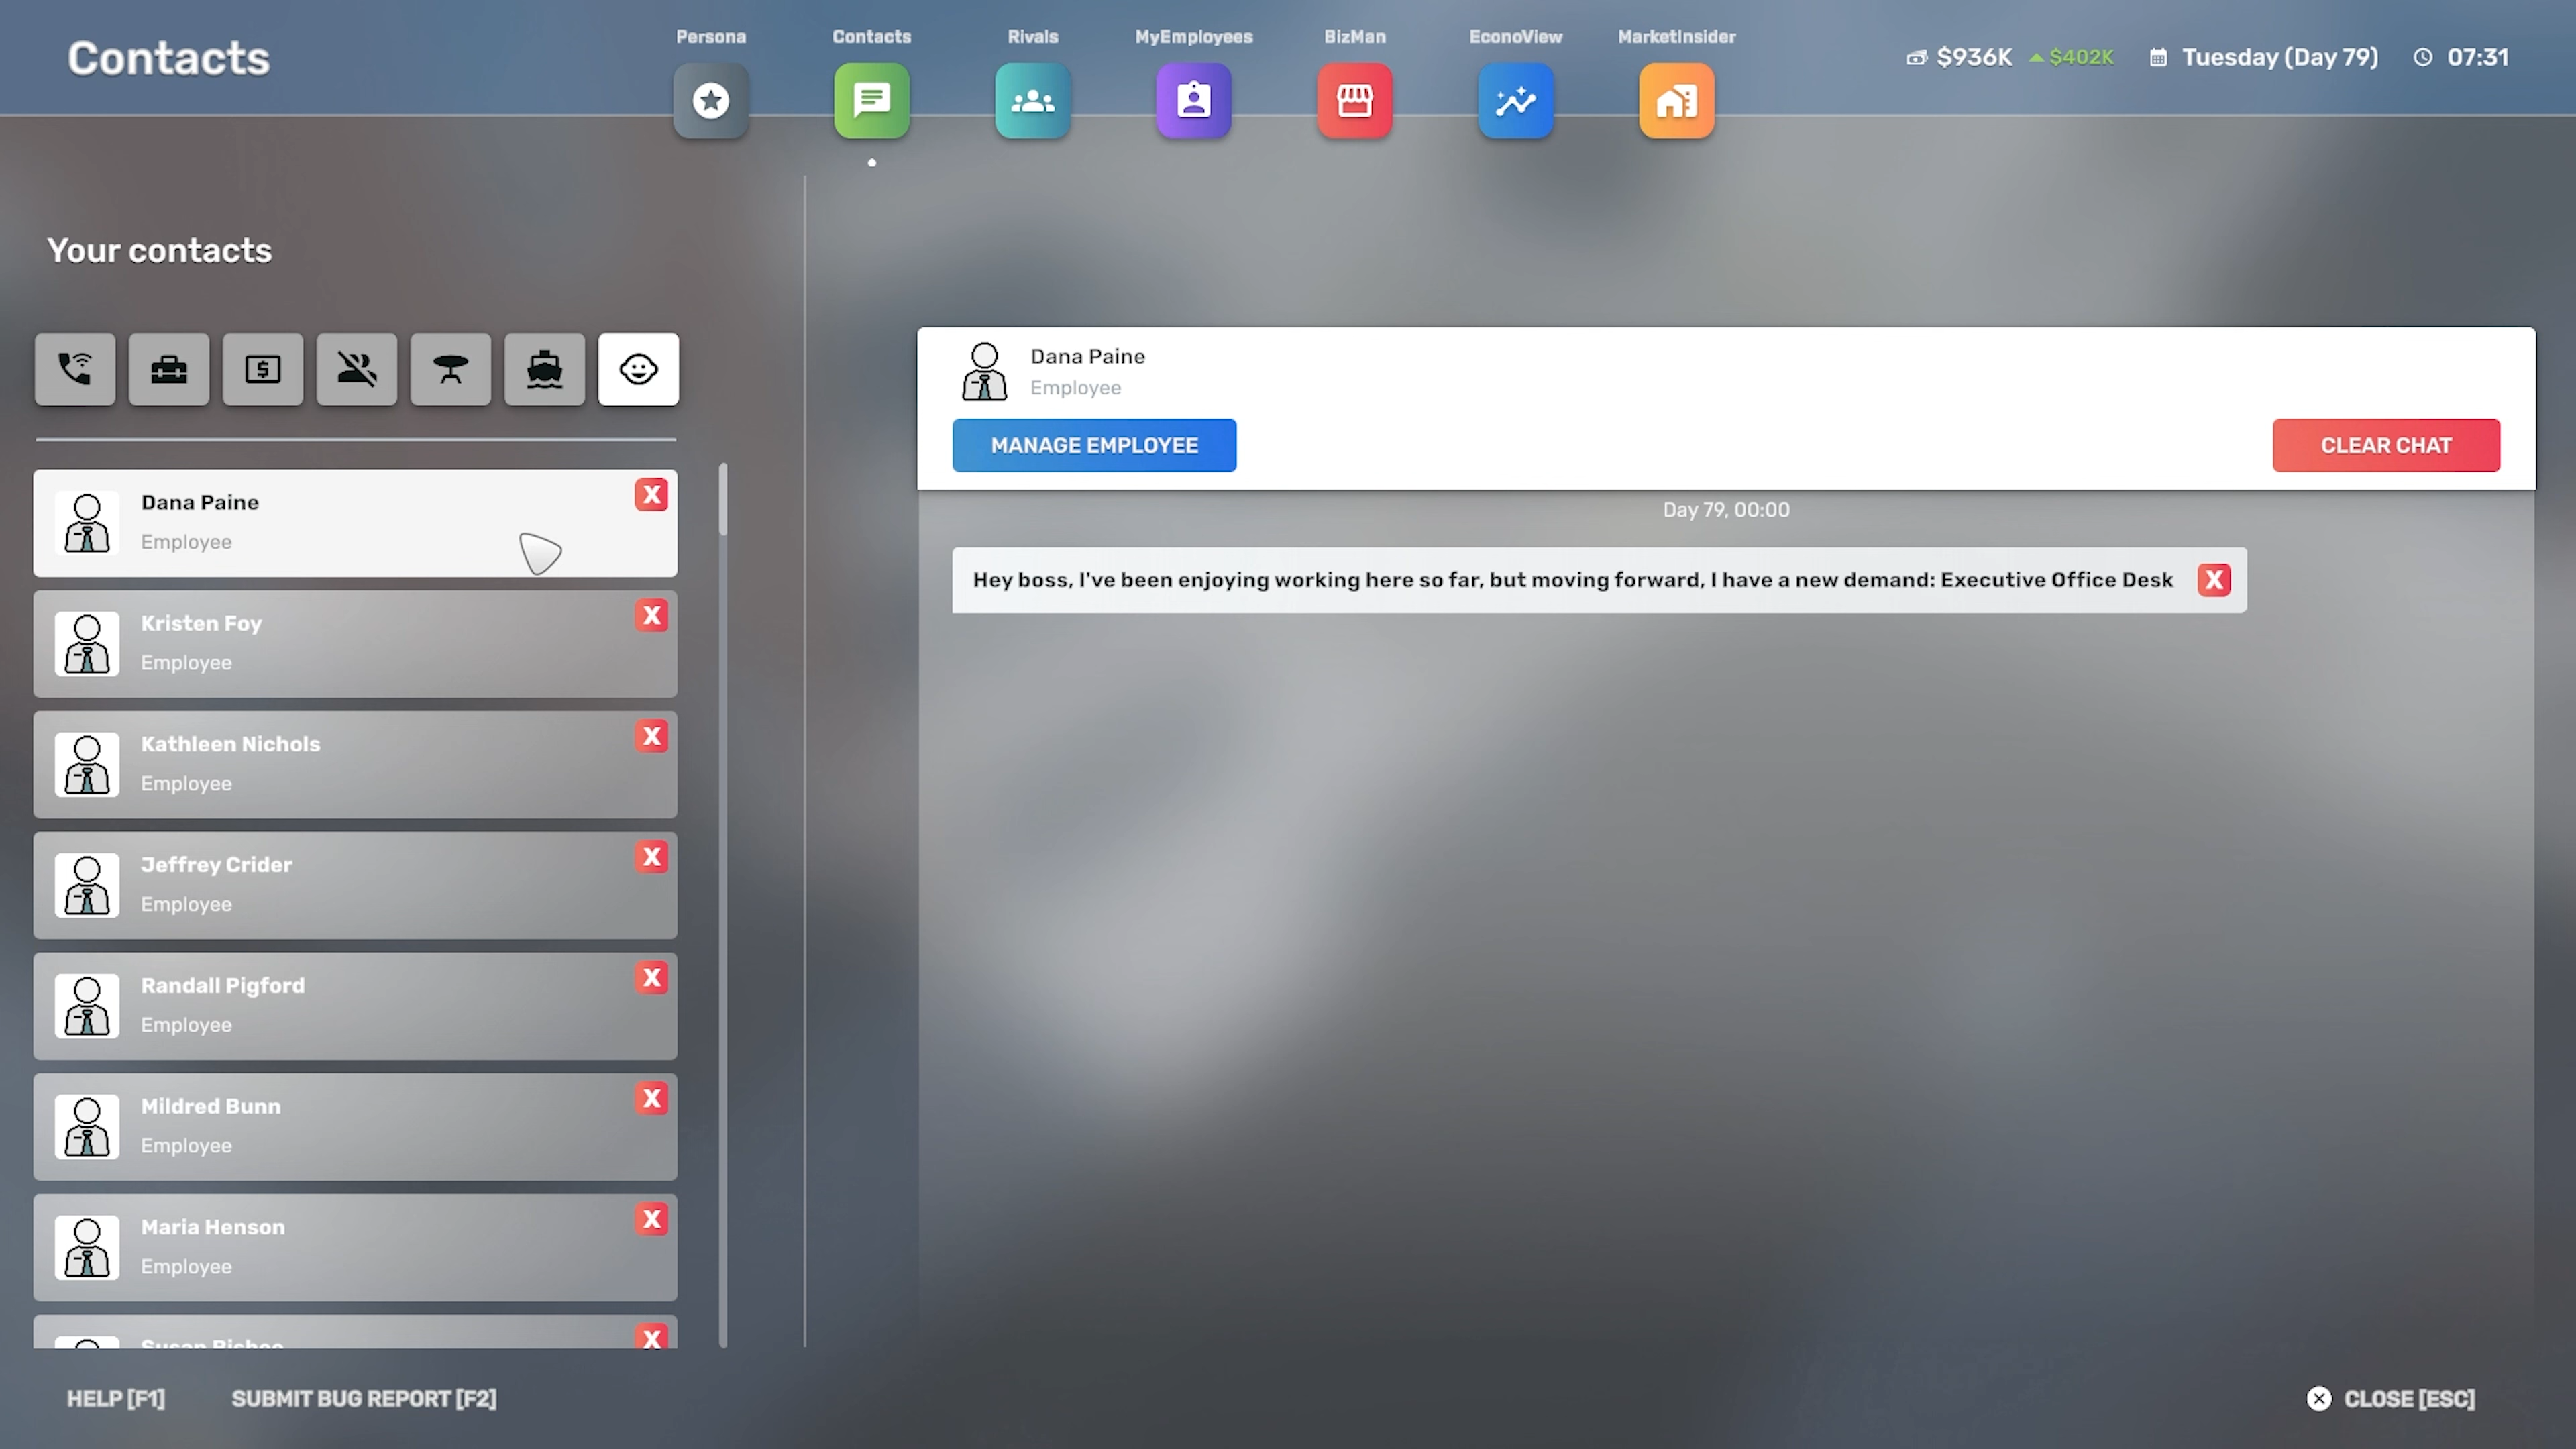 Contacts
Persona
Contacts
Rivals
MyEmployees
BizMan
EconoView
MarketInsider
$936K
$402K
Tuesday (Day 79)
07:31
Your contacts
Dana Paine
Employee
X
Kristen Foy
Employee
X
Kathleen Nichols
Employee
X
Jeffrey Crider
Employee
X
Randall Pigford
Employee
X
Mildred Bunn
Employee
X
Maria Henson
Employee
X
Susan Bisbee
X
Dana Paine
Employee
MANAGE EMPLOYEE
CLEAR CHAT
Day 79, 00:00
Hey boss, I've been enjoying working here so far, but moving forward, I have a new demand: Executive Office Desk
X
HELP [F1]
SUBMIT BUG REPORT [F2]
CLOSE [ESC]